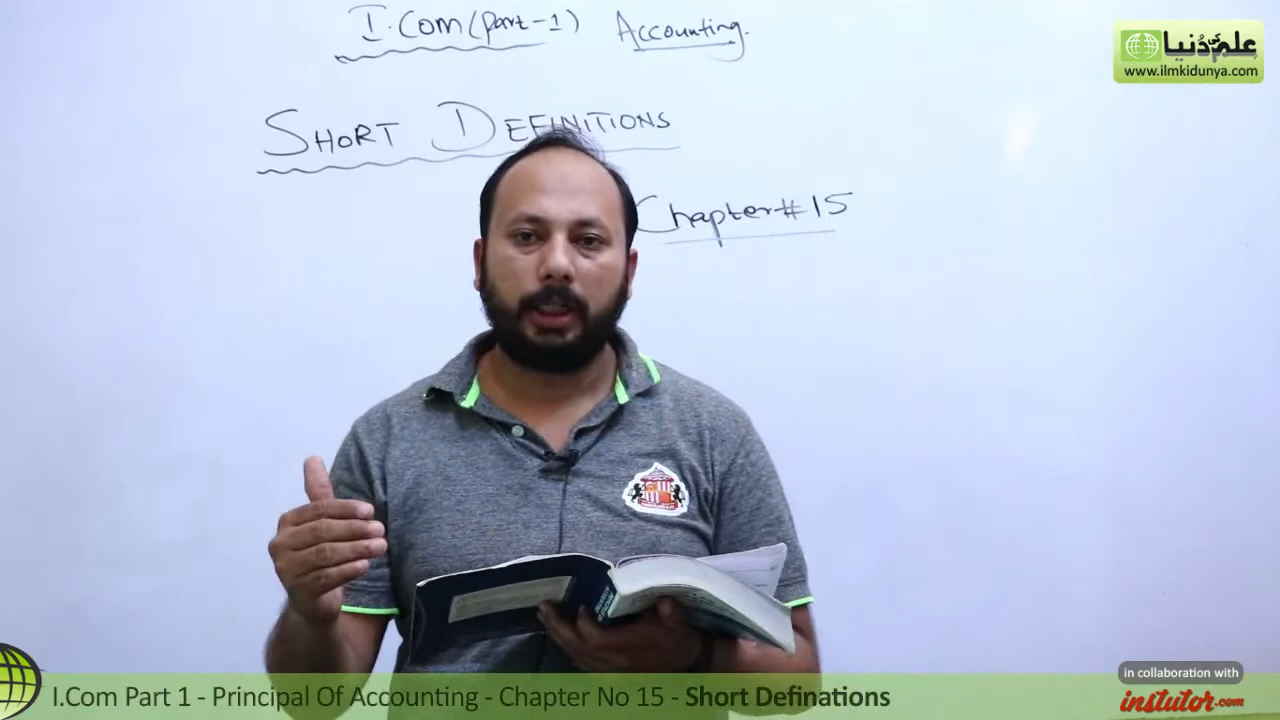 I.Com (Part-1) Accounting.
علم کی دُنیا
www.ilmkidunya.com
SHORT DEFINITIONS
Chapter#15
in collaboration with
instutor.com
I.Com Part 1 - Principal Of Accounting - Chapter No 15 - Short Definations